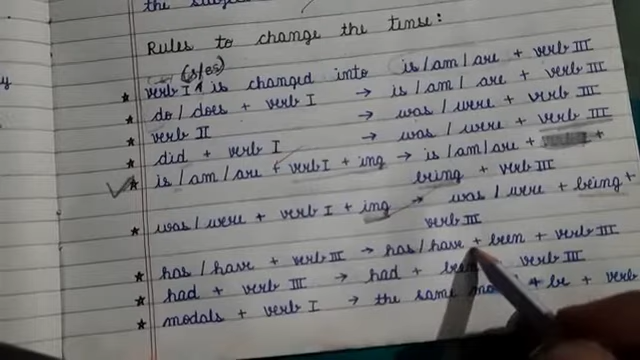 the
Rules to change the tense:
(s/es)
★ verb I ^ is changed into is/am/are + verb III
★ do/does + verb I → is/am/are + verb III
★ verb II → was/were + verb III
★ did + verb I → was/were + verb III
★ is/am/are + verb I + ing → is/am/are +
+
being + verb III
★ was/were + verb I + ing → was/were + being +
verb III
★ has/have + verb III → has/have + been + verb III
★ had + verb III → had + verb III
★ modals + verb I → the same + be + verb